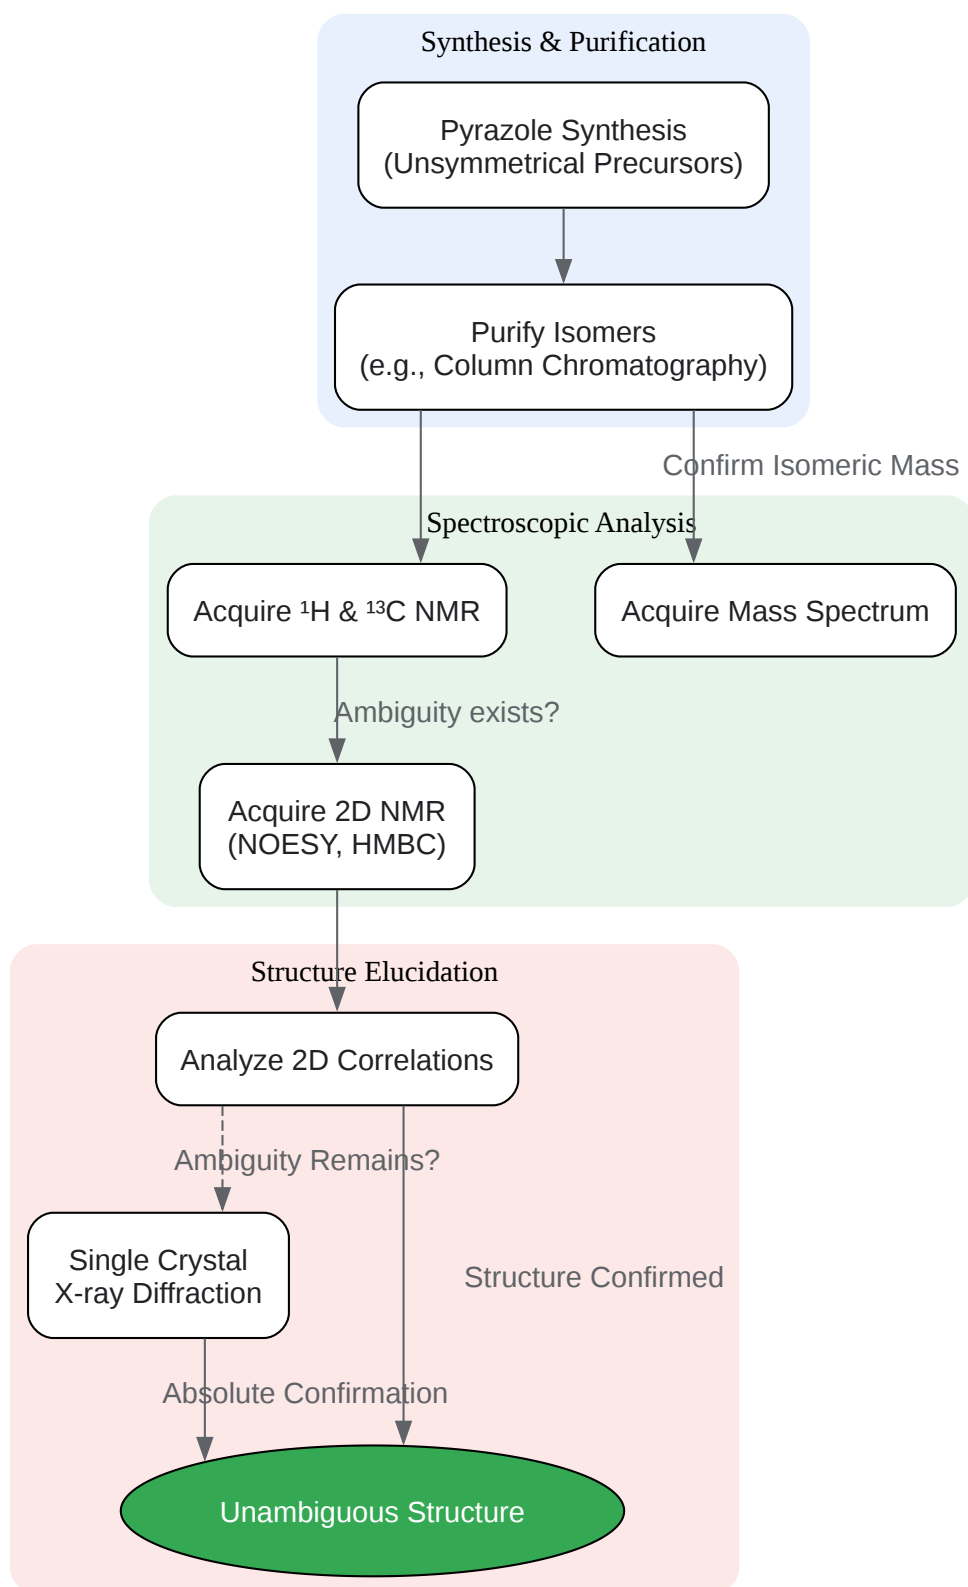 Synthesis & Purification
Pyrazole Synthesis
(Unsymmetrical Precursors)
Purify Isomers
(e.g., Column Chromatography)
Confirm Isomeric Mass
Spectroscopic Analysis
Acquire ¹H & ¹³C NMR
Acquire Mass Spectrum
Ambiguity exists?
Acquire 2D NMR
(NOESY, HMBC)
Structure Elucidation
Analyze 2D Correlations
Ambiguity Remains?
Single Crystal
X-ray Diffraction
Structure Confirmed
Absolute Confirmation
Unambiguous Structure